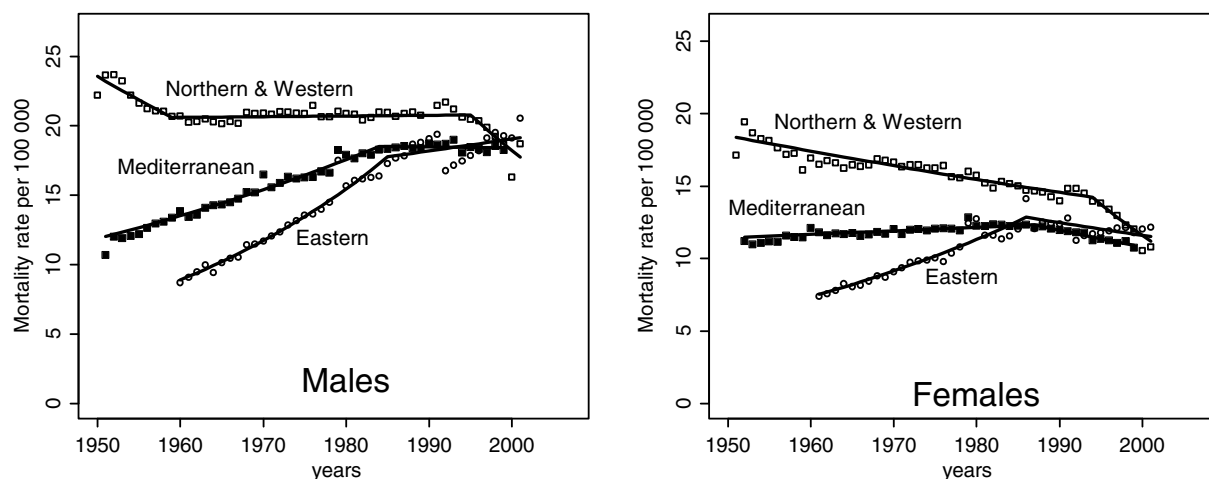 Mortality rate per 100 000
25
20
15
10
5
0
Northern & Western
Mediterranean
Eastern
Males
1950 1960 1970 1980 1990 2000
years
Mortality rate per 100 000
25
20
15
10
5
0
Northern & Western
Mediterranean
Eastern
Females
1950 1960 1970 1980 1990 2000
years